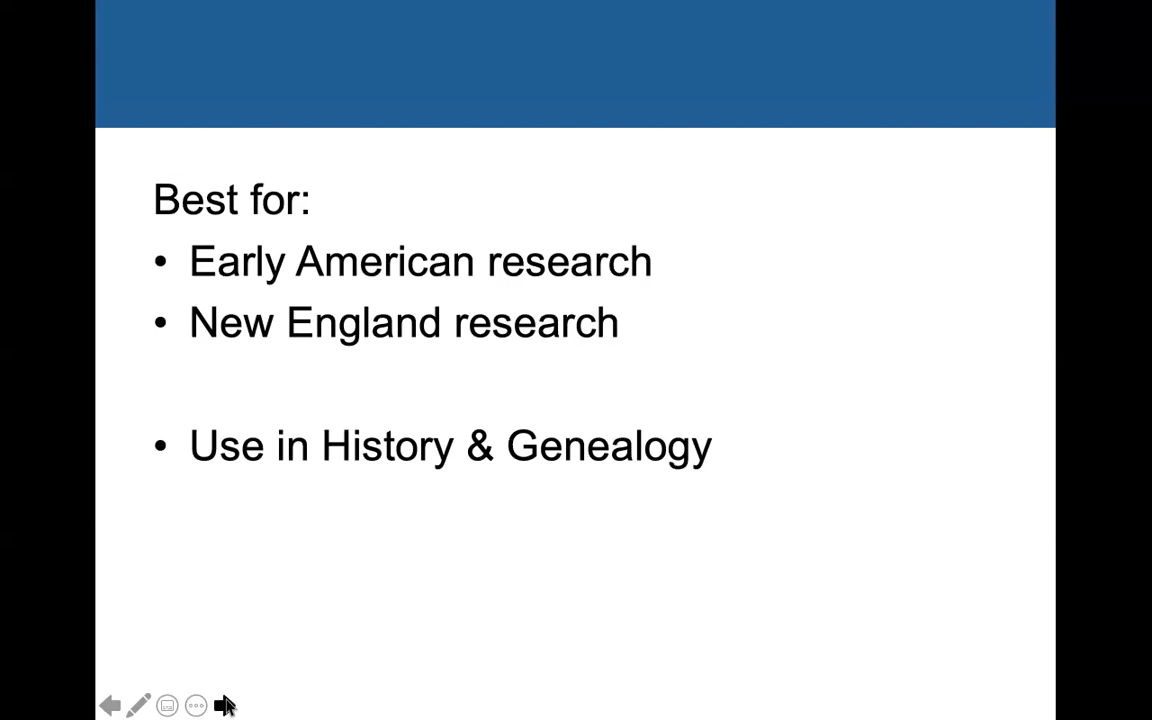 Best for:
• Early American research
• New England research
• Use in History & Genealogy